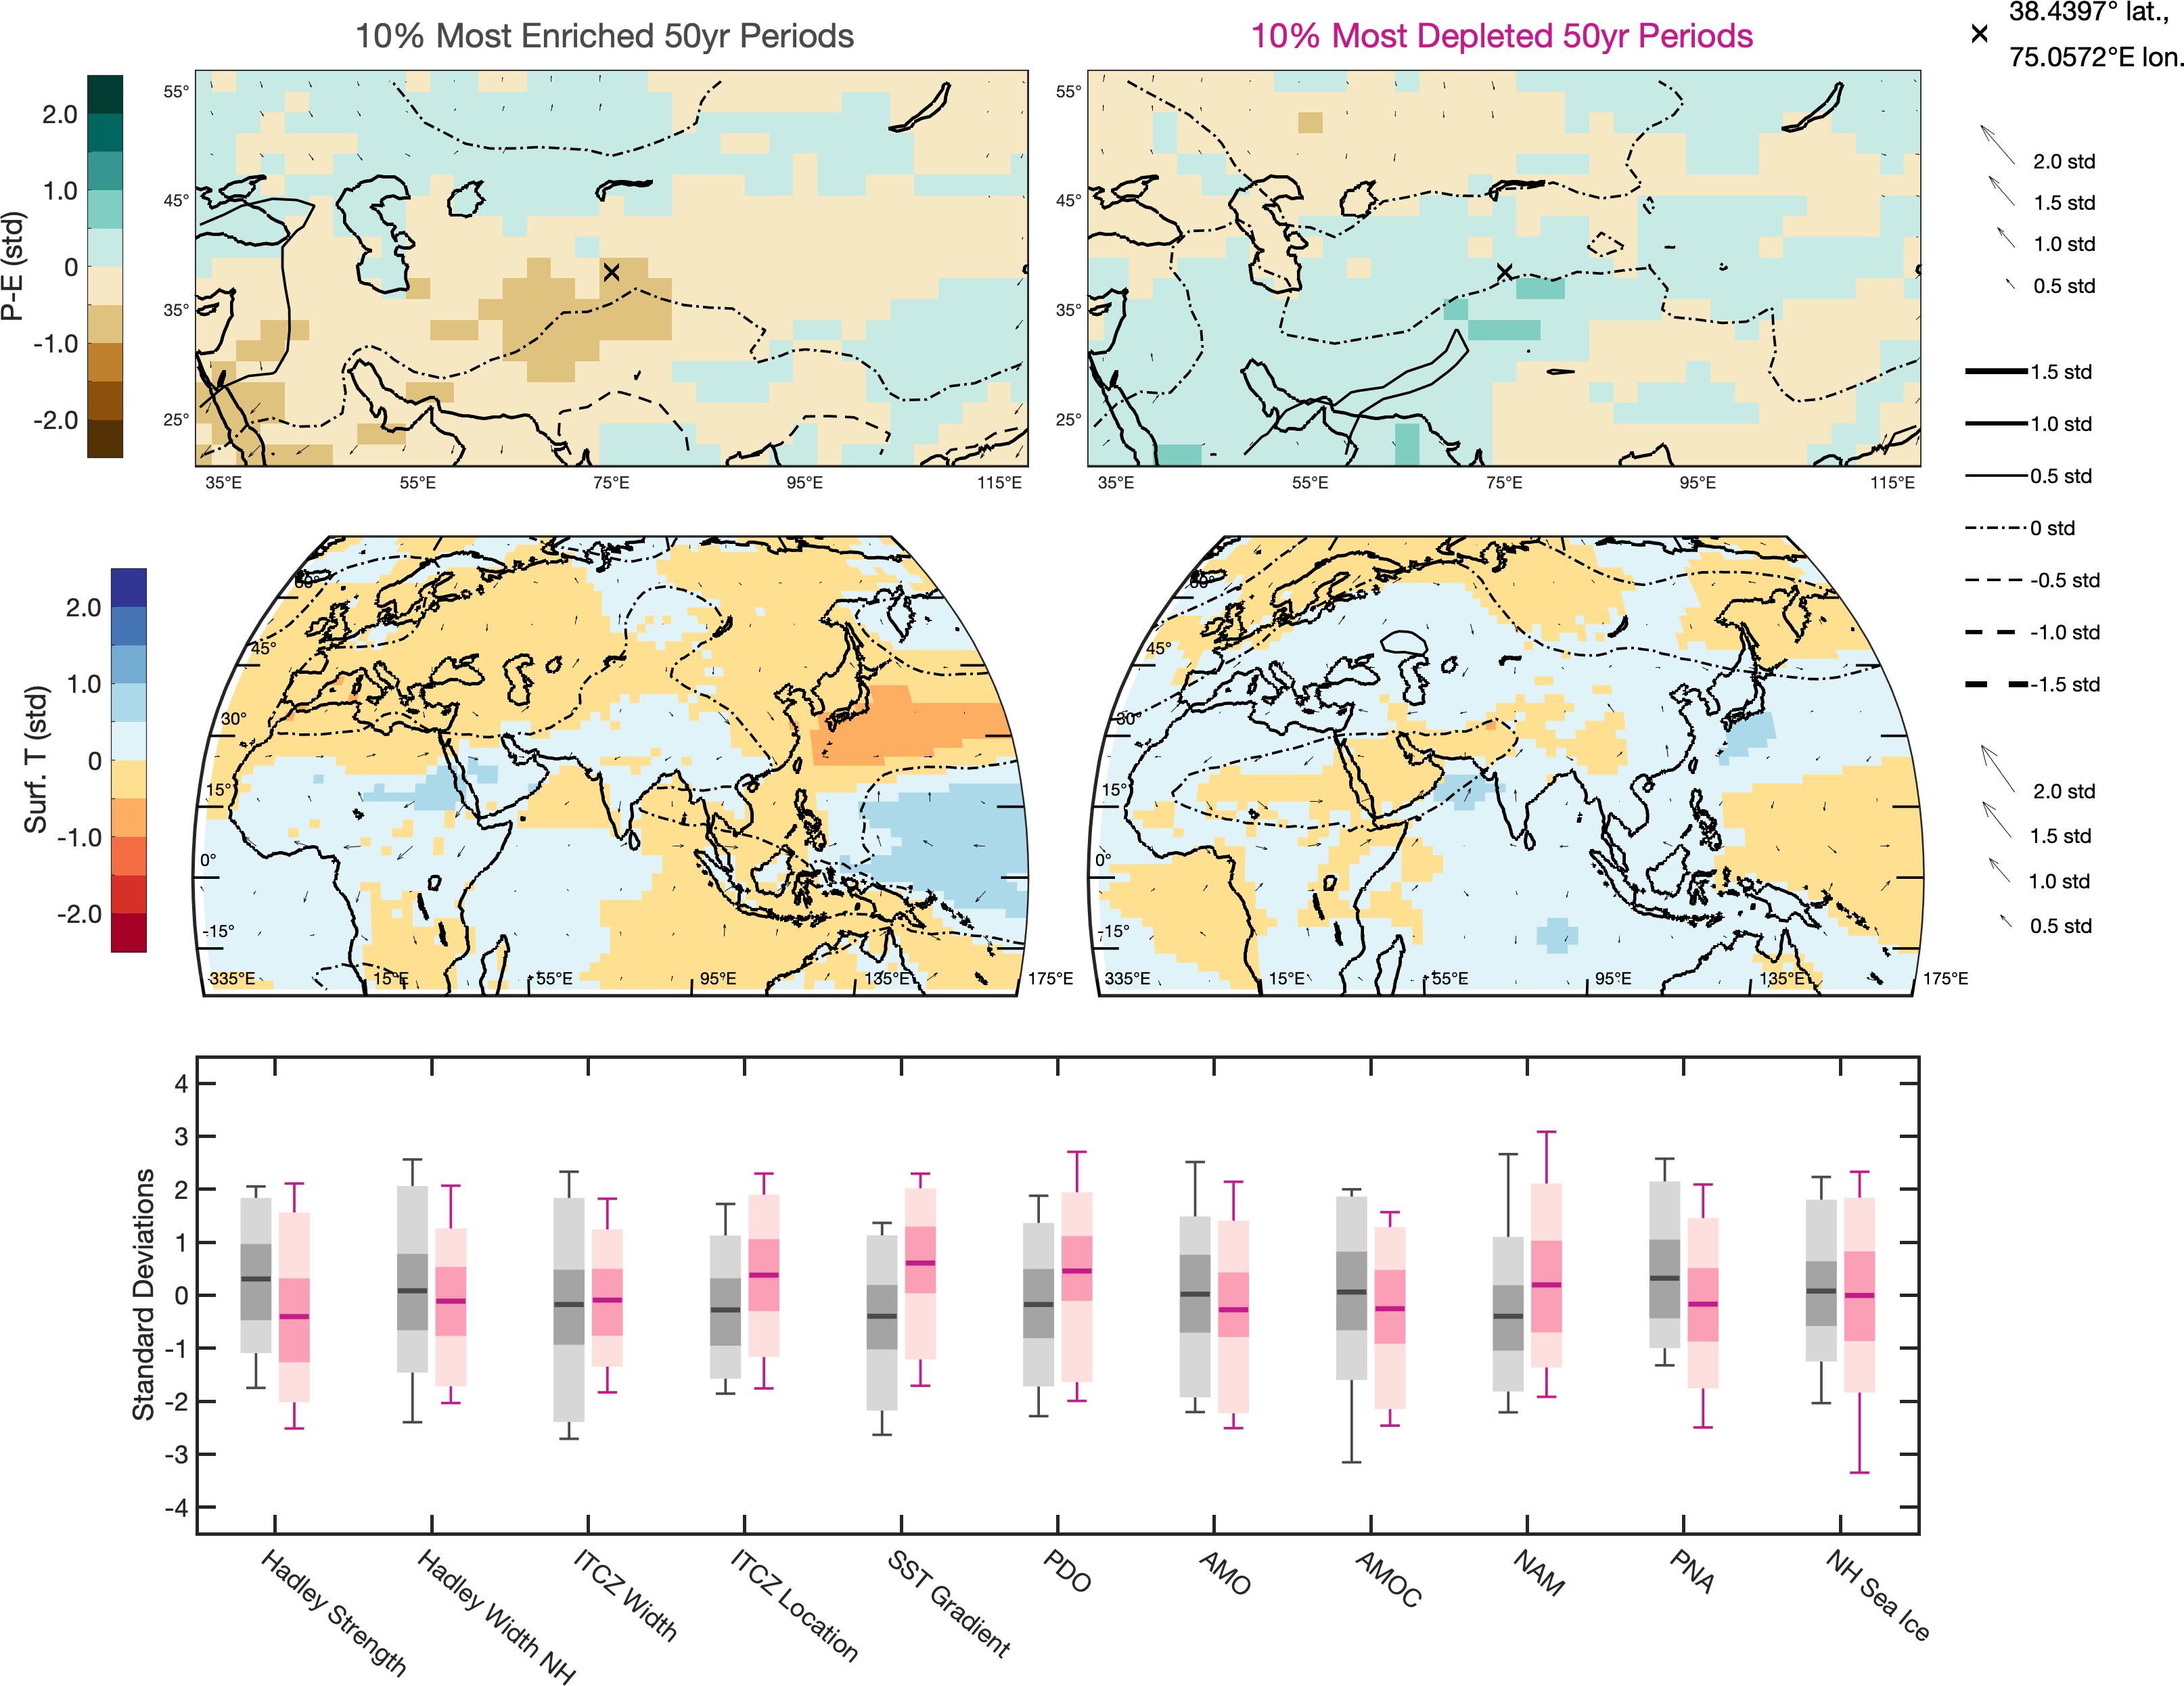 10% Most Enriched 50yr Periods
10% Most Depleted 50yr Periods
38.4397° lat.,
75.0572°E lon.
P-E (std)
2.0
1.0
0
-1.0
-2.0
55°
45°
35°
25°
35°E
55°E
75°E
95°E
115°E
55°
45°
35°
25°
35°E
55°E
75°E
95°E
115°E
2.0 std
1.5 std
1.0 std
0.5 std
1.5 std
1.0 std
0.5 std
0 std
-0.5 std
-1.0 std
-1.5 std
Surf. T (std)
2.0
1.0
0
-1.0
-2.0
60°
45°
30°
15°
0°
-15°
335°E
15°E
55°E
95°E
135°E
175°E
60°
45°
30°
15°
0°
-15°
335°E
15°E
55°E
95°E
135°E
175°E
2.0 std
1.5 std
1.0 std
0.5 std
Standard Deviations
4
3
2
1
0
-1
-2
-3
-4
Hadley Strength
Hadley Width NH
ITCZ Width
ITCZ Location
SST Gradient
PDO
AMO
AMOC
NAM
PNA
NH Sea Ice